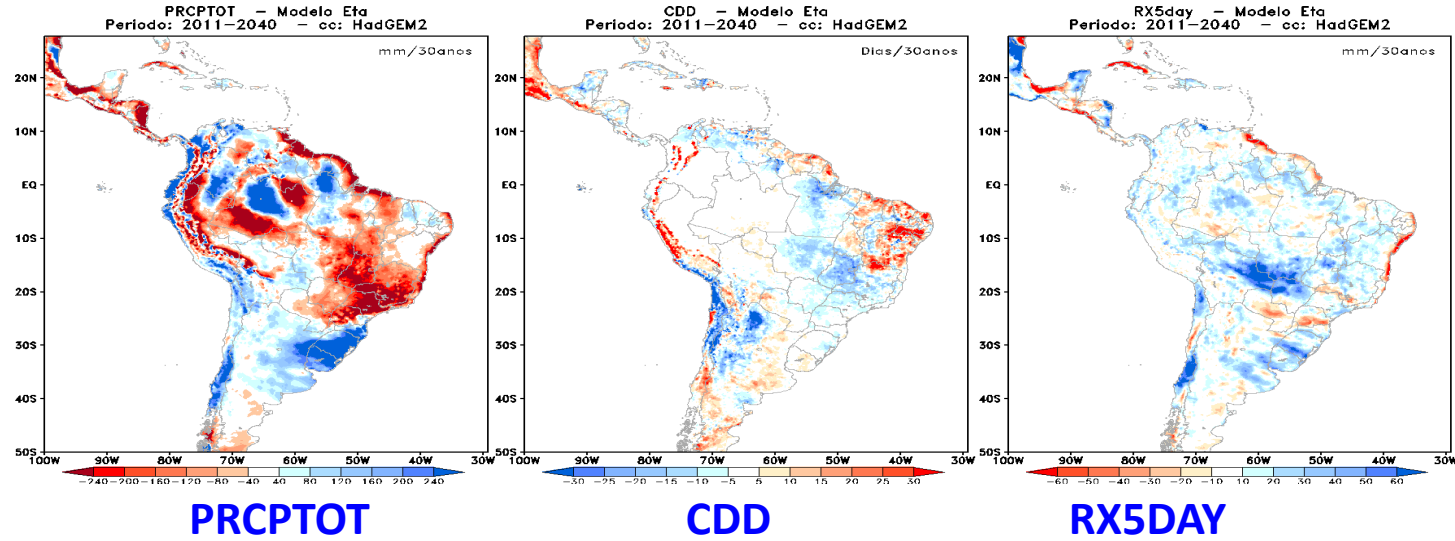 PRCPTOT – Modelo Eta
Periodo: 2011–2040 – cc: HadGEM2
mm/30anos
20N
10N
EQ
10S
20S
30S
40S
50S
100W 90W 80W 70W 60W 50W 40W 30W
−240 −200 −160 −120 −80 −40 40 80 120 160 200 240
PRCPTOT
CDD – Modelo Eta
Periodo: 2011–2040 – cc: HadGEM2
Dias/30anos
20N
10N
EQ
10S
20S
30S
40S
50S
100W 90W 80W 70W 60W 50W 40W 30W
−30 −25 −20 −15 −10 −5 5 10 15 20 25 30
CDD
RX5day – Modelo Eta
Periodo: 2011–2040 – cc: HadGEM2
mm/30anos
20N
10N
EQ
10S
20S
30S
40S
50S
100W 90W 80W 70W 60W 50W 40W 30W
−60 −50 −40 −30 −20 −10 10 20 30 40 50 60
RX5DAY